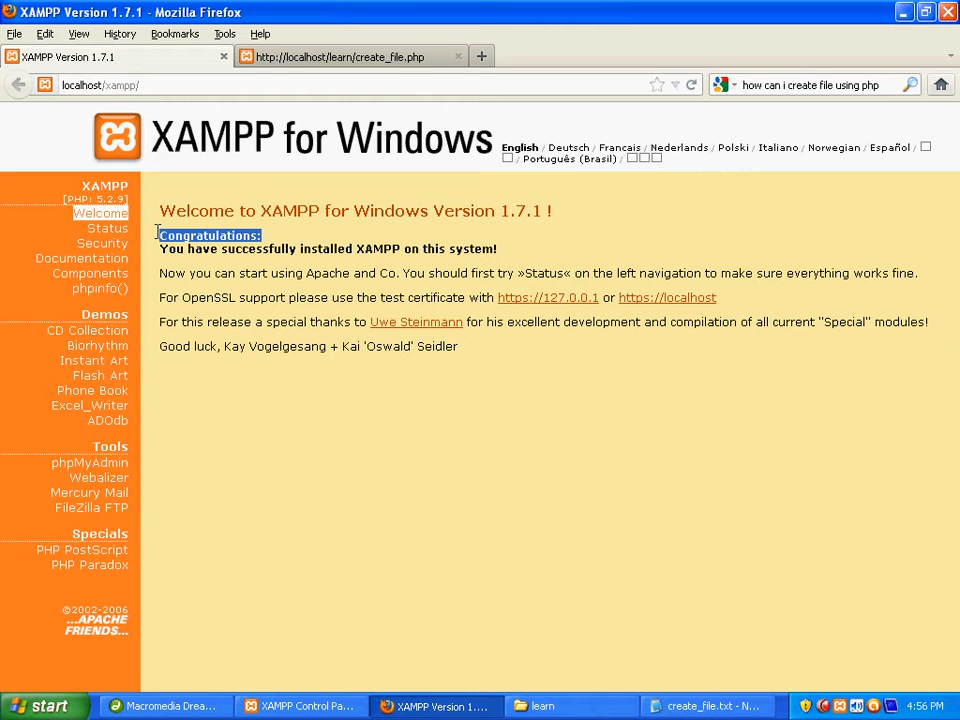 XAMPP Version 1.7.1 - Mozilla Firefox
File Edit View History Bookmarks Tools Help
XAMPP Version 1.7.1
http://localhost/learn/create_file.php
localhost/xampp/
how can i create file using php
XAMPP for Windows
English / Deutsch / Francais / Nederlands / Polski / Italiano / Norwegian / Español /
/ Português (Brasil) /
XAMPP
[PHP: 5.2.9]
Welcome
Status
Security
Documentation
Components
phpinfo()
Demos
CD Collection
Biorhythm
Instant Art
Flash Art
Phone Book
Excel_Writer
ADOdb
Tools
phpMyAdmin
Webalizer
Mercury Mail
FileZilla FTP
Specials
PHP PostScript
PHP Paradox
©2002-2006
...APACHE
FRIENDS...
Welcome to XAMPP for Windows Version 1.7.1 !
Congratulations:
You have successfully installed XAMPP on this system!
Now you can start using Apache and Co. You should first try »Status« on the left navigation to make sure everything works fine.
For OpenSSL support please use the test certificate with https://127.0.0.1 or https://localhost
For this release a special thanks to Uwe Steinmann for his excellent development and compilation of all current "Special" modules!
Good luck, Kay Vogelgesang + Kai 'Oswald' Seidler
start
Macromedia Drea...
XAMPP Control Pa...
XAMPP Version 1....
learn
create_file.txt - N...
4:56 PM